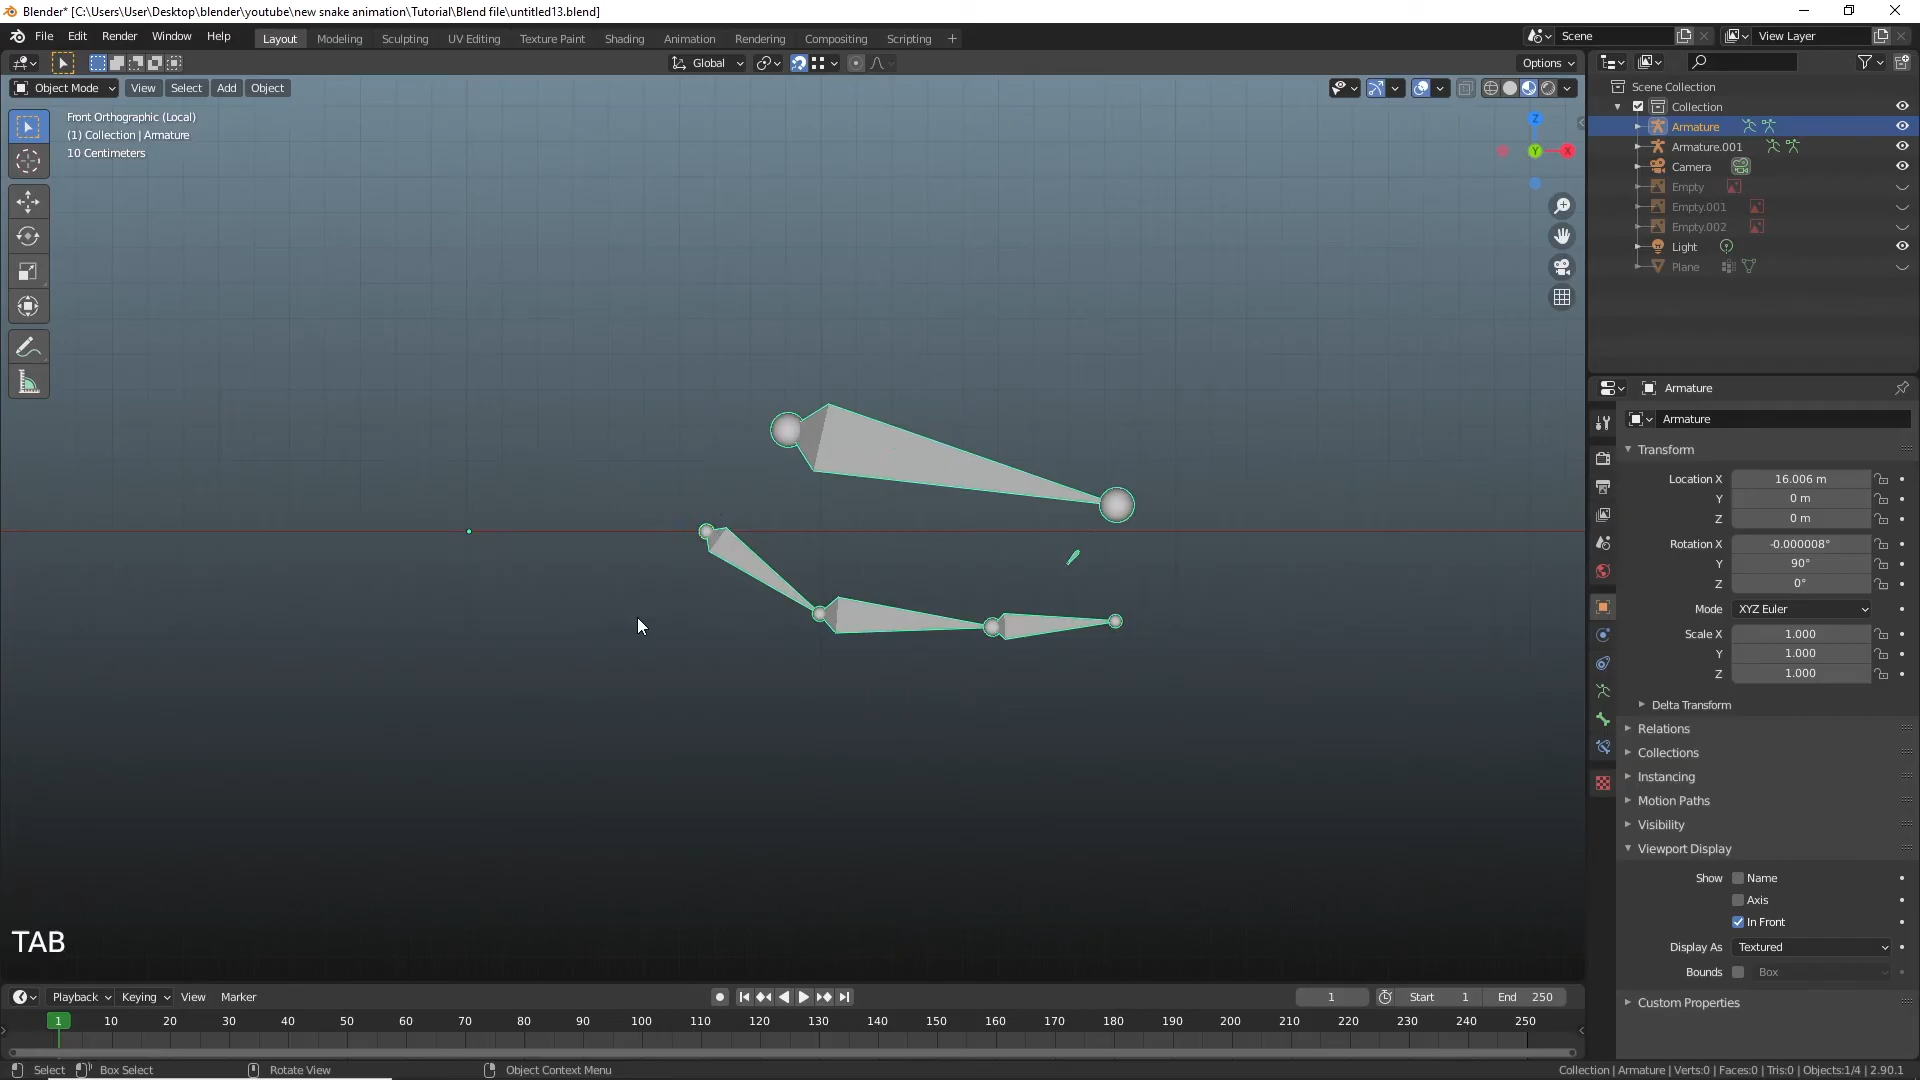 Blender* [C:\Users\User\Desktop\blender\youtube\new snake animation\Tutorial\Blend file\untitled13.blend]
File Edit Render Window Help Layout Modeling Sculpting UV Editing Texture Paint Shading Animation Rendering Compositing Scripting + Scene View Layer
Global Options
Object Mode View Select Add Object
Front Orthographic (Local)
(1) Collection | Armature
10 Centimeters
Z
Y X
Scene Collection
Collection
Armature
Armature.001
Camera
Empty
Empty.001
Empty.002
Light
Plane
Armature
Armature
Transform
Location X 16.006 m
Y 0 m
Z 0 m
Rotation X -0.000008°
Y 90°
Z 0°
Mode XYZ Euler
Scale X 1.000
Y 1.000
Z 1.000
Delta Transform
Relations
Collections
Instancing
Motion Paths
Visibility
Viewport Display
Show Name
Axis
In Front
Display As Textured
Bounds Box
Custom Properties
TAB
Playback Keying View Marker 1 Start 1 End 250
1 10 20 30 40 50 60 70 80 90 100 110 120 130 140 150 160 170 180 190 200 210 220 230 240 250
Select Box Select Rotate View Object Context Menu Collection | Armature | Verts:0 | Faces:0 | Tris:0 | Objects:1/4 | 2.90.1